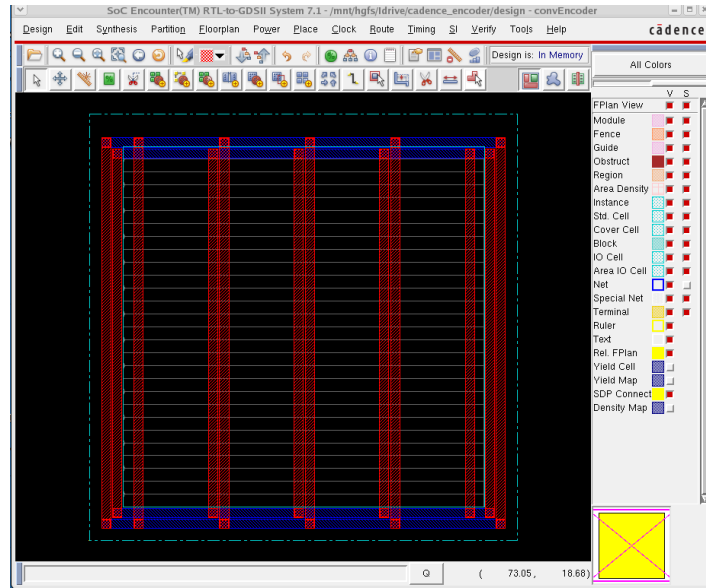 SoC Encounter(TM) RTL-to-GDSII System 7.1 - /mnt/hgfs/Idrive/cadence_encoder/design - convEncoder
Design Edit Synthesis Partition Floorplan Power Place Clock Route Timing SI Verify Tools Help cādence
Design is: In Memory
All Colors
V S
FPlan View
Module
Fence
Guide
Obstruct
Region
Area Density
Instance
Std. Cell
Cover Cell
Block
IO Cell
Area IO Cell
Net
Special Net
Terminal
Ruler
Text
Rel. FPlan
Yield Cell
Yield Map
SDP Connect
Density Map
Q ( 73.05, 18.68)